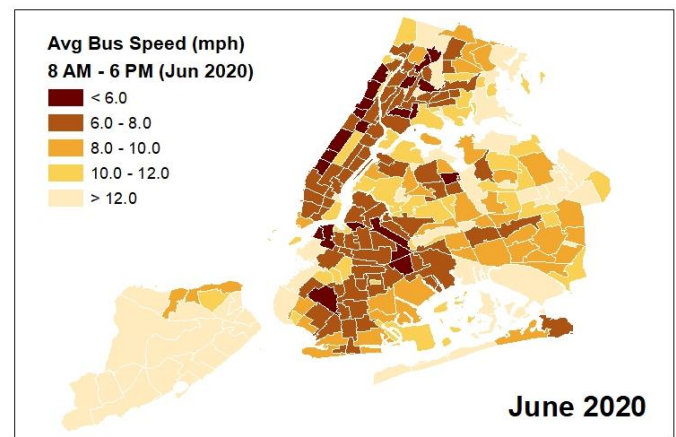 Avg Bus Speed (mph)
8 AM - 6 PM (Jun 2020)
< 6.0
6.0 - 8.0
8.0 - 10.0
10.0 - 12.0
> 12.0
June 2020